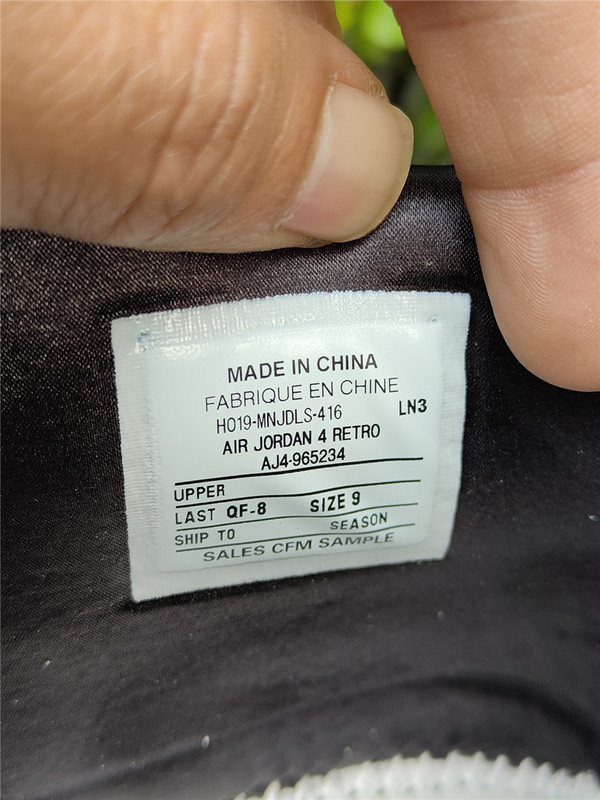 MADE IN CHINA
FABRIQUE EN CHINE
HO19-MNJDLS-416 LN3
AIR JORDAN 4 RETRO
AJ4-965234
UPPER
LAST QF-8 SIZE 9
SHIP TO SEASON
SALES CFM SAMPLE